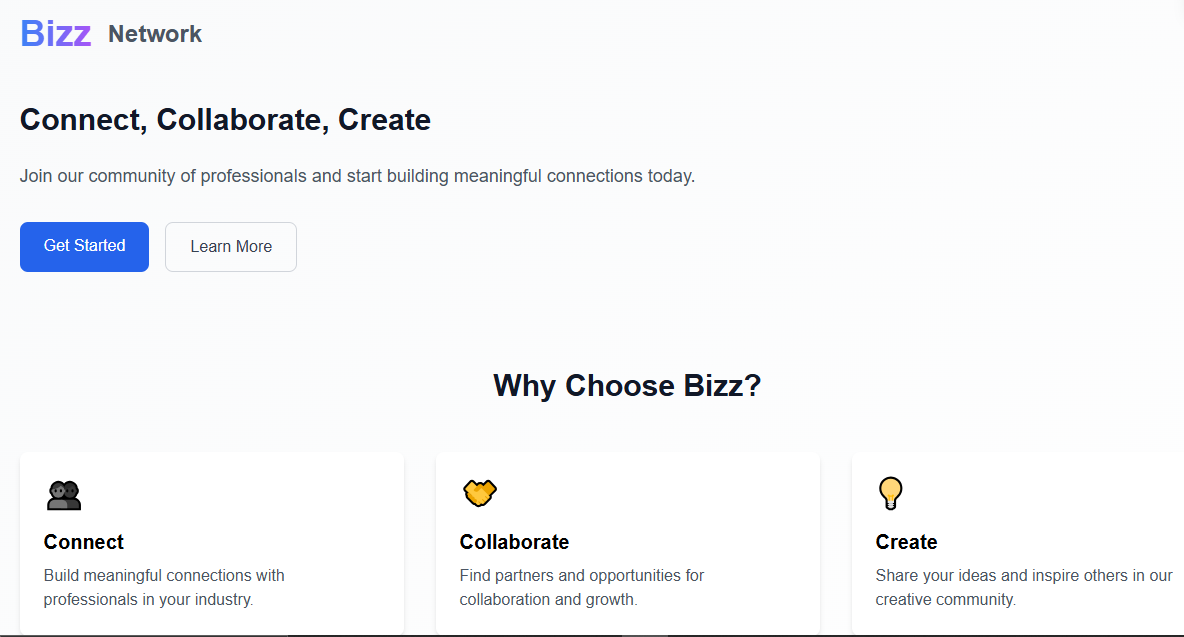 Bizz Network
Connect, Collaborate, Create
Join our community of professionals and start building meaningful connections today.
Get Started
Learn More
Why Choose Bizz?
Connect
Build meaningful connections with
professionals in your industry.
Collaborate
Find partners and opportunities for
collaboration and growth.
Create
Share your ideas and inspire others in our
creative community.